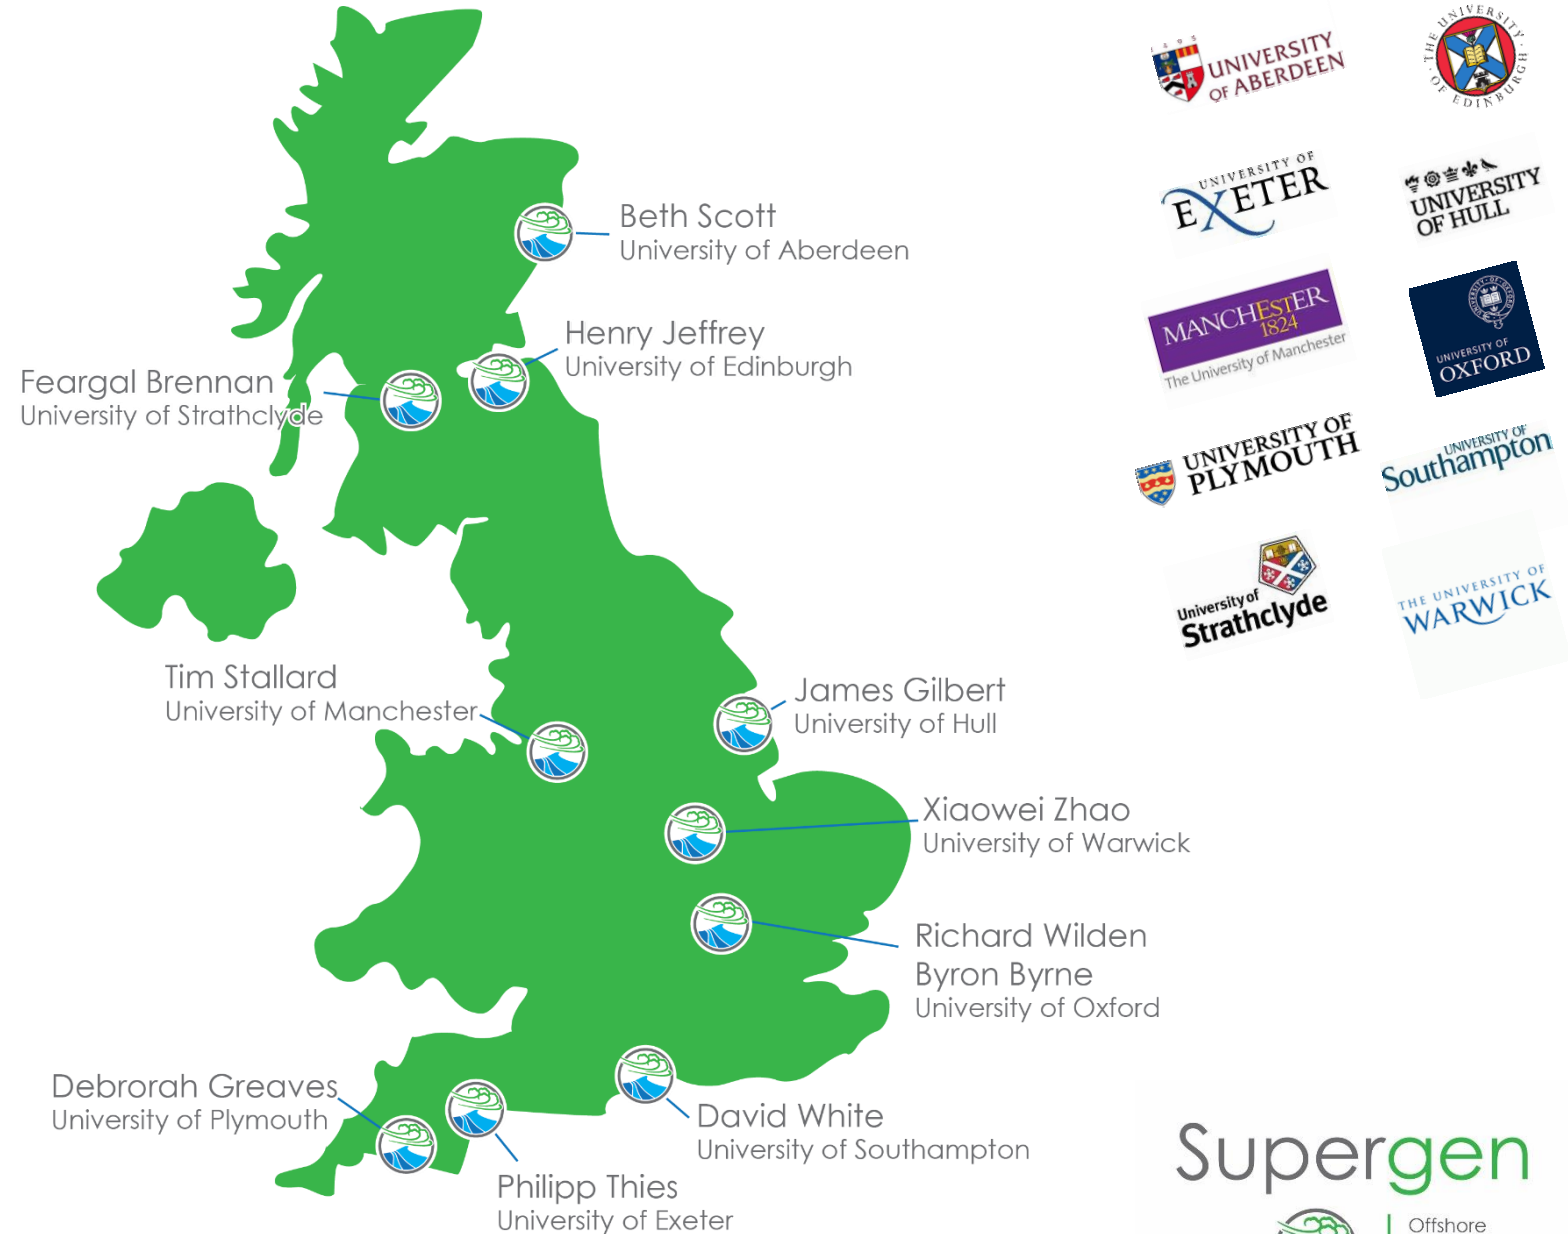 Beth Scott
University of Aberdeen
Henry Jeffrey
University of Edinburgh
Feargal Brennan
University of Strathclyde
Tim Stallard
University of Manchester
James Gilbert
University of Hull
Xiaowei Zhao
University of Warwick
Richard Wilden
Byron Byrne
University of Oxford
Debrorah Greaves
University of Plymouth
David White
University of Southampton
Philipp Thies
University of Exeter
1495
UNIVERSITY
OF ABERDEEN
THE UNIVERSITY OF EDINBURGH
UNIVERSITY OF
EXETER
UNIVERSITY
OF HULL
MANCHESTER
1824
The University of Manchester
UNIVERSITY OF OXFORD
UNIVERSITY OF
OXFORD
UNIVERSITY OF
PLYMOUTH
UNIVERSITY OF
Southampton
University of
Strathclyde
THE UNIVERSITY OF
WARWICK
Supergen
Offshore